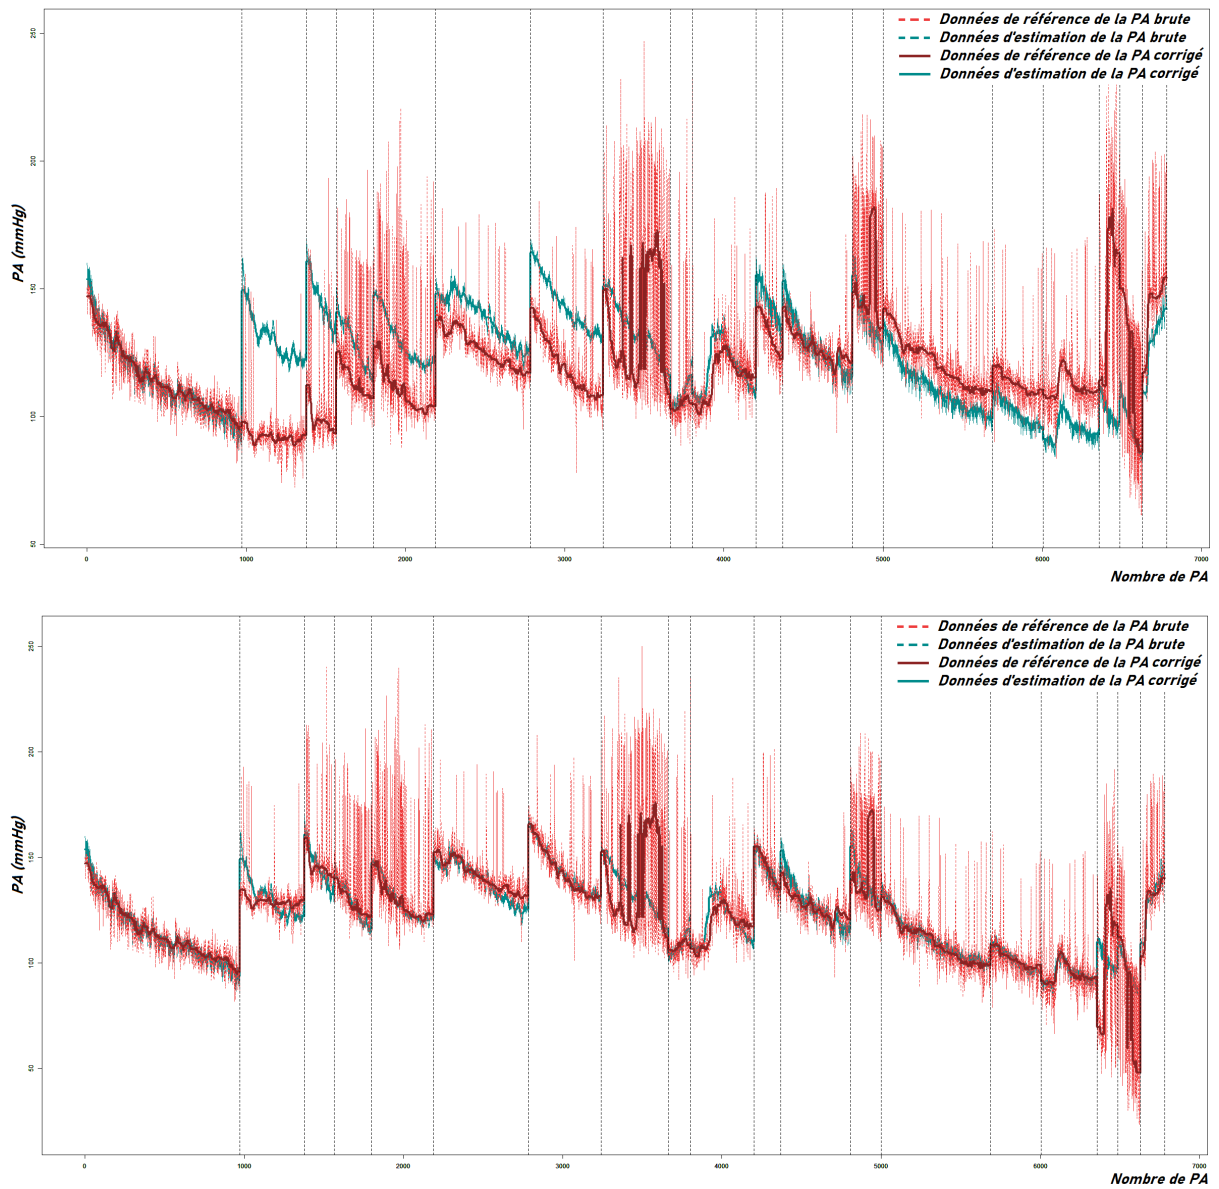 Données de référence de la PA brute
Données d'estimation de la PA brute
Données de référence de la PA corrigé
Données d'estimation de la PA corrigé
250
200
150
100
50
PA (mmHg)
0 1000 2000 3000 4000 5000 6000 7000
Nombre de PA
Données de référence de la PA brute
Données d'estimation de la PA brute
Données de référence de la PA corrigé
Données d'estimation de la PA corrigé
250
200
150
100
50
PA (mmHg)
0 1000 2000 3000 4000 5000 6000 7000
Nombre de PA